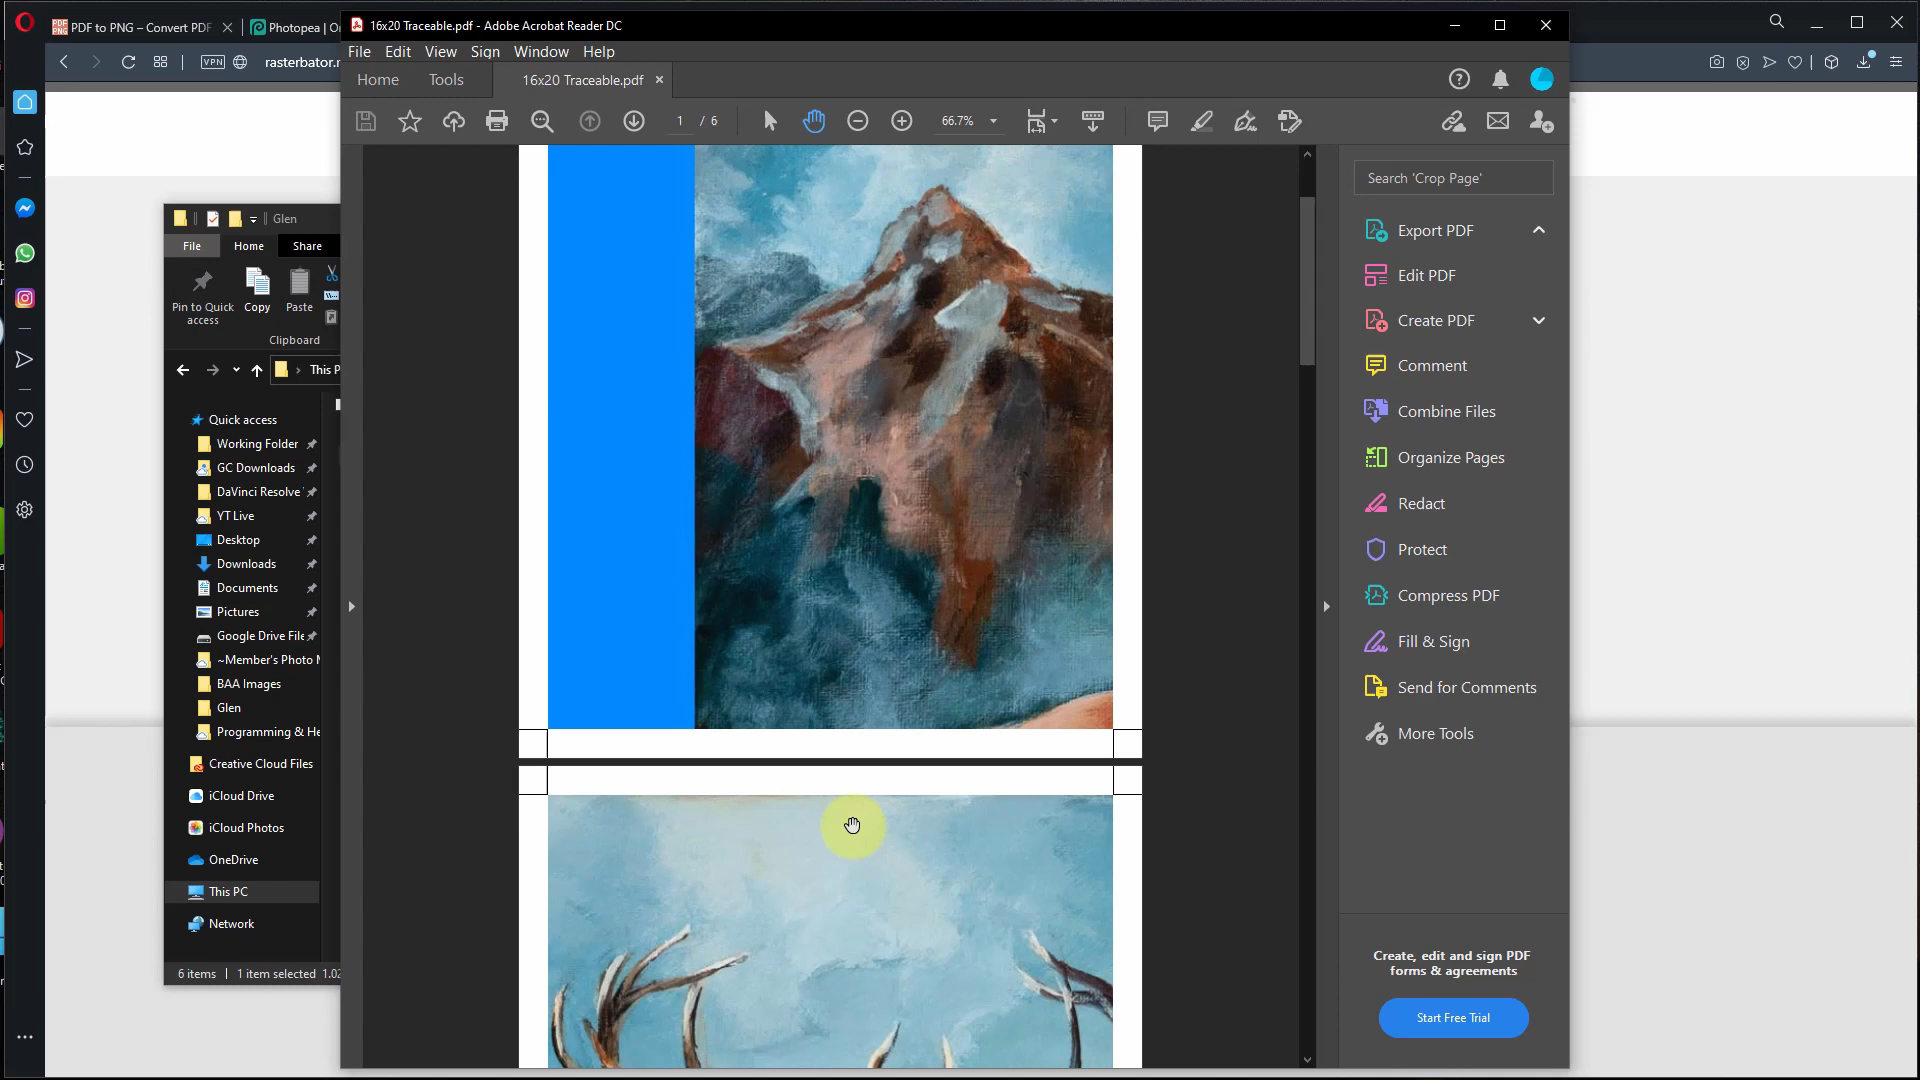 PDF to PNG – Convert PDF
Photopea | O
16x20 Traceable.pdf - Adobe Acrobat Reader DC
VPN
rasterbator.
File Edit View Sign Window Help
Home Tools 16x20 Traceable.pdf
1 / 6
66.7%
Search 'Crop Page'
Export PDF
Edit PDF
Create PDF
Comment
Combine Files
Organize Pages
Redact
Protect
Compress PDF
Fill & Sign
Send for Comments
More Tools
Create, edit and sign PDF
forms & agreements
Start Free Trial
Glen
File Home Share
Pin to Quick
access
Copy
Paste
Clipboard
This P
Quick access
Working Folder
GC Downloads
DaVinci Resolve
YT Live
Desktop
Downloads
Documents
Pictures
Google Drive File
~Member's Photo M
BAA Images
Glen
Programming & He
Creative Cloud Files
iCloud Drive
iCloud Photos
OneDrive
This PC
Network
6 items 1 item selected 1.02